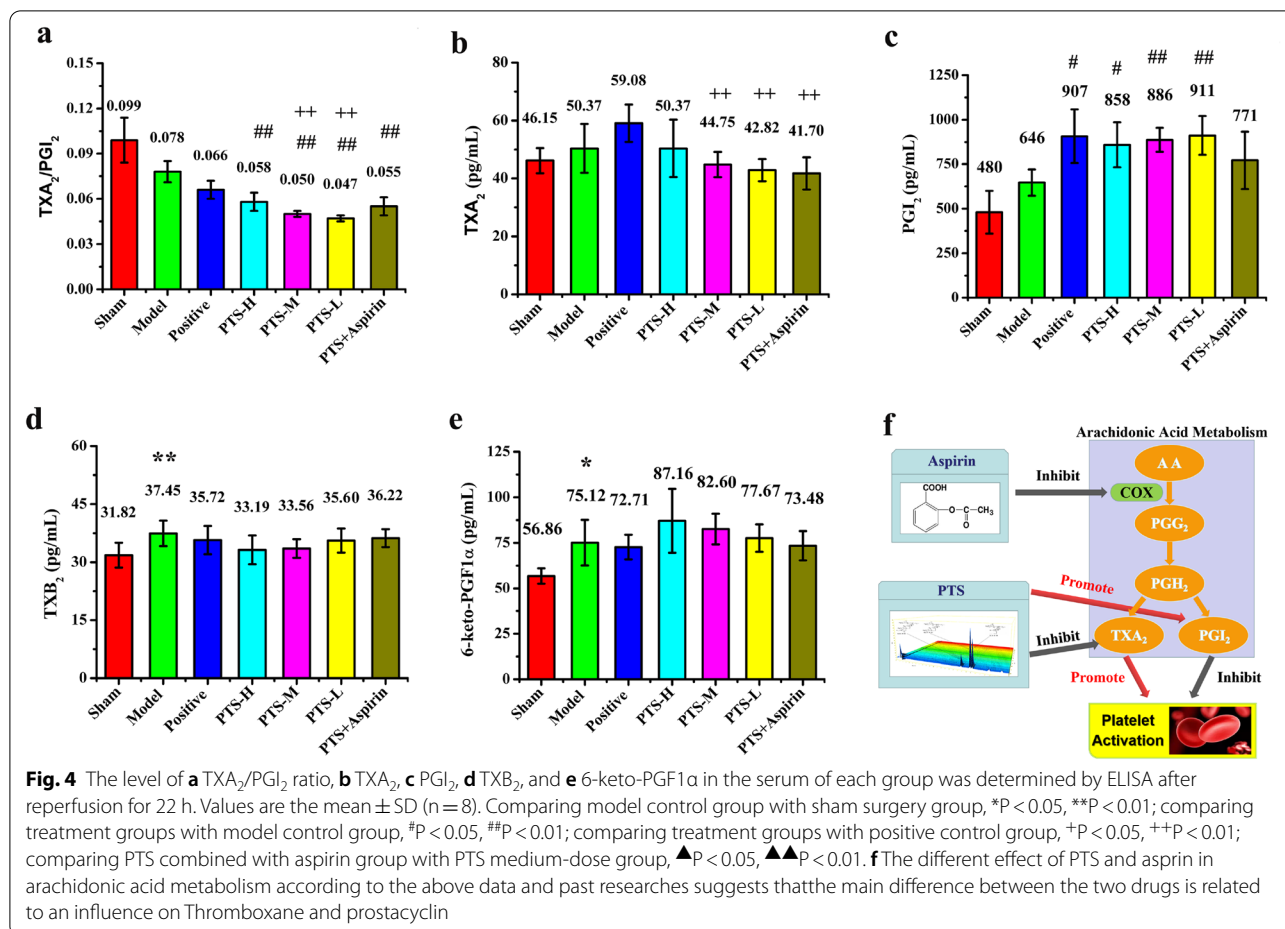 a
0.15
0.12
0.09
0.06
0.03
0.00
TXA₂/PGI₂
0.099
0.078
0.066
0.058
0.050
0.047
0.055
##
++
##
++
##
##
Sham
Model
Positive
PTS-H
PTS-M
PTS-L
PTS+Aspirin
b
80
60
40
20
0
TXA₂ (pg/mL)
46.15
50.37
59.08
50.37
44.75
42.82
41.70
++
++
++
Sham
Model
Positive
PTS-H
PTS-M
PTS-L
PTS+Aspirin
c
1250
1000
750
500
250
0
PGI₂(pg/mL)
480
646
907
858
886
911
771
#
#
##
##
Sham
Model
Positive
PTS-H
PTS-M
PTS-L
PTS+Aspirin
d
60
45
30
15
0
TXB₂ (pg/mL)
31.82
37.45
35.72
33.19
33.56
35.60
36.22
**
Sham
Model
Positive
PTS-H
PTS-M
PTS-L
PTS+Aspirin
e
125
100
75
50
25
0
6-keto-PGF1α (pg/mL)
56.86
75.12
72.71
87.16
82.60
77.67
73.48
*
Sham
Model
Positive
PTS-H
PTS-M
PTS-L
PTS+Aspirin
f
Arachidonic Acid Metabolism
Aspirin
COOH
O
C
CH₃
O
Inhibit
A A
COX
PGG₂
PGH₂
Promote
PTS
Inhibit
TXA₂
PGI₂
Promote
Inhibit
Platelet
Activation
Fig. 4 The level of a TXA₂/PGI₂ ratio, b TXA₂, c PGI₂, d TXB₂, and e 6-keto-PGF1α in the serum of each group was determined by ELISA after
reperfusion for 22 h. Values are the mean ± SD (n = 8). Comparing model control group with sham surgery group, *P < 0.05, **P < 0.01; comparing
treatment groups with model control group, #P < 0.05, ##P < 0.01; comparing treatment groups with positive control group, +P < 0.05, ++P < 0.01;
comparing PTS combined with aspirin group with PTS medium-dose group, ▲P < 0.05, ▲▲P < 0.01. f The different effect of PTS and asprin in
arachidonic acid metabolism according to the above data and past researches suggests thatthe main difference between the two drugs is related
to an influence on Thromboxane and prostacyclin